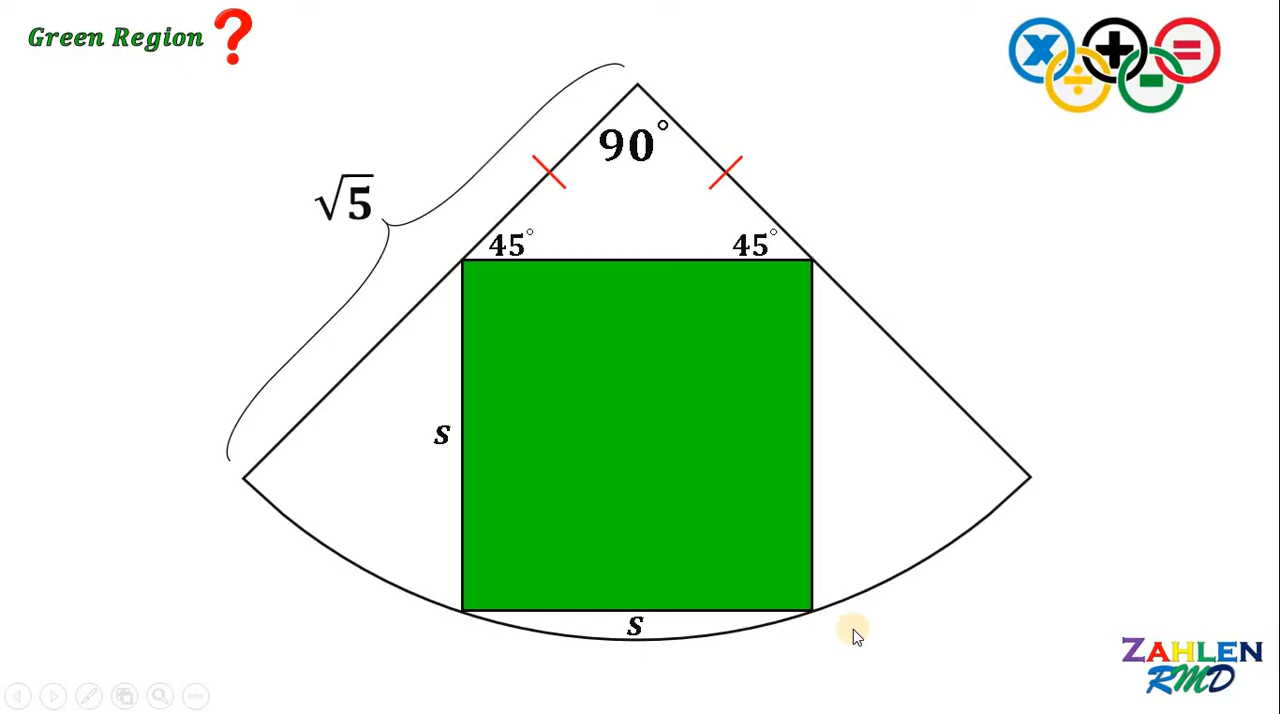 Green Region ?
× ÷ + - =
√5
90°
45° 45°
s
s
ZAHLEN
RMD